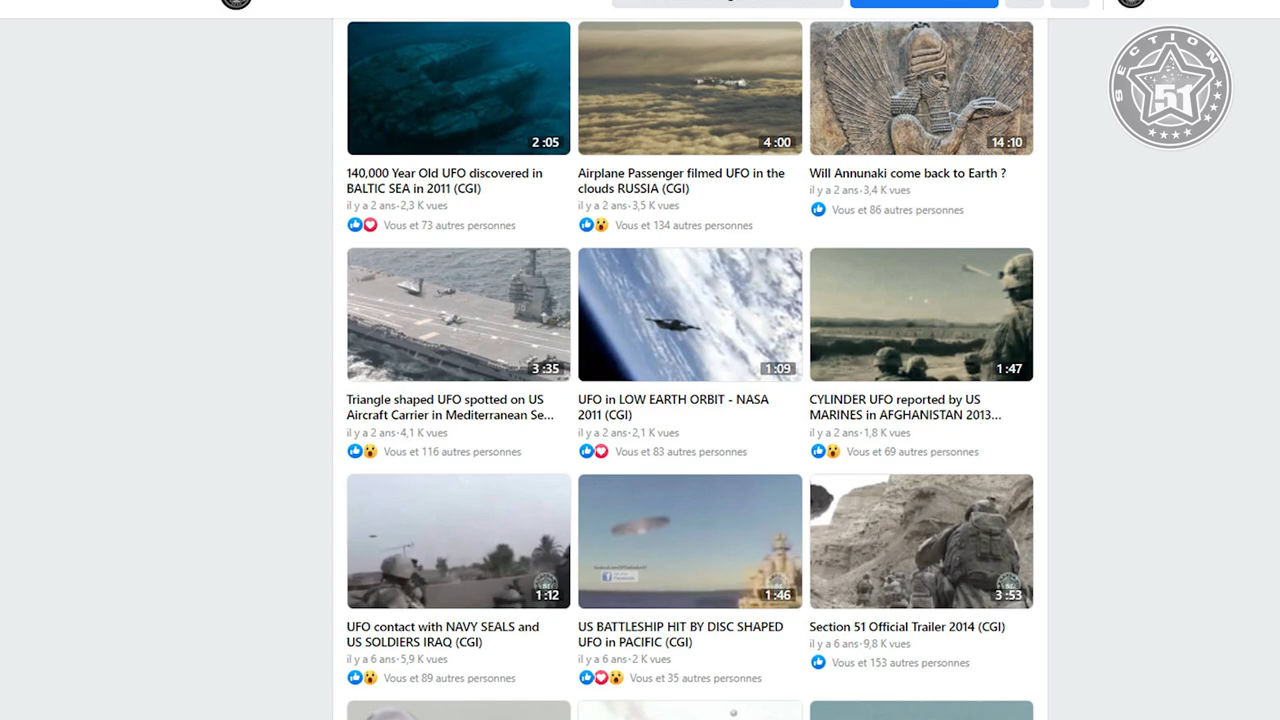 SECTION
51
2:05
4:00
14:10
140,000 Year Old UFO discovered in
BALTIC SEA in 2011 (CGI)
il y a 2 ans·2,3 K vues
Vous et 73 autres personnes
Airplane Passenger filmed UFO in the
clouds RUSSIA (CGI)
il y a 2 ans·3,5 K vues
Vous et 134 autres personnes
Will Annunaki come back to Earth ?
il y a 2 ans·3,4 K vues
Vous et 86 autres personnes
3:35
1:09
1:47
Triangle shaped UFO spotted on US
Aircraft Carrier in Mediterranean Se...
il y a 2 ans·4,1 K vues
Vous et 116 autres personnes
UFO in LOW EARTH ORBIT - NASA
2011 (CGI)
il y a 2 ans·2,1 K vues
Vous et 83 autres personnes
CYLINDER UFO reported by US
MARINES in AFGHANISTAN 2013...
il y a 2 ans·1,8 K vues
Vous et 69 autres personnes
1:12
1:46
3:53
UFO contact with NAVY SEALS and
US SOLDIERS IRAQ (CGI)
il y a 6 ans·5,9 K vues
Vous et 89 autres personnes
US BATTLESHIP HIT BY DISC SHAPED
UFO in PACIFIC (CGI)
il y a 6 ans·2 K vues
Vous et 35 autres personnes
Section 51 Official Trailer 2014 (CGI)
il y a 6 ans·9,8 K vues
Vous et 153 autres personnes